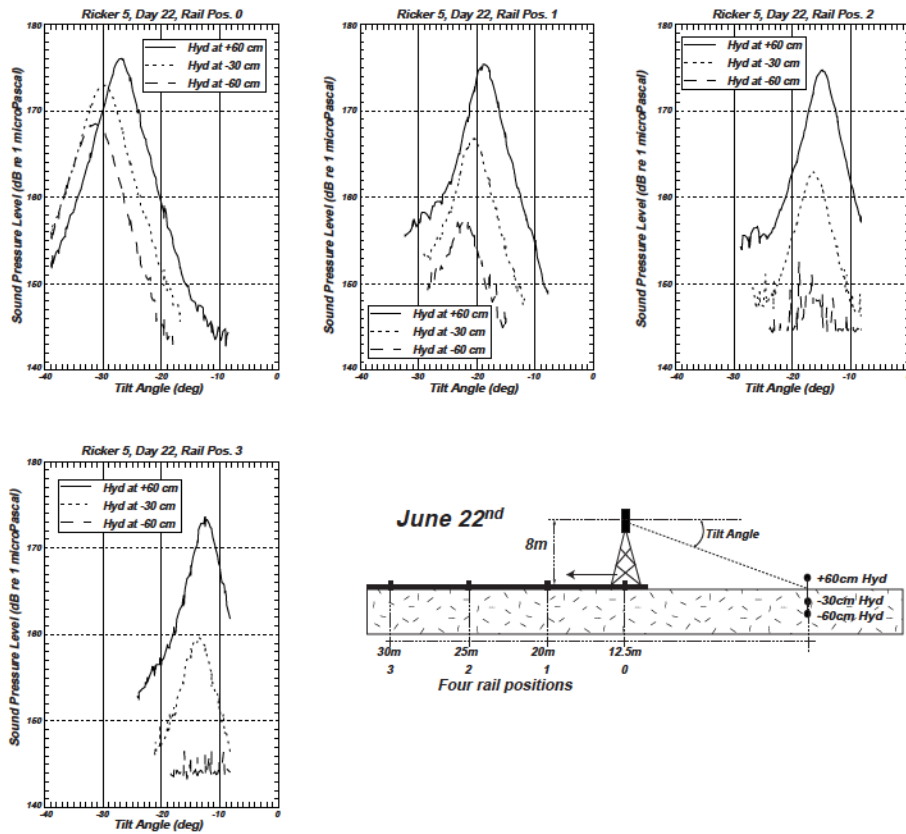 Ricker 5, Day 22, Rail Pos. 0
Sound Pressure Level (dB re 1 microPascal)
180
170
160
150
140
Hyd at +60 cm
Hyd at -30 cm
Hyd at -60 cm
-40
-30
-20
-10
0
Tilt Angle (deg)
Ricker 5, Day 22, Rail Pos. 1
Sound Pressure Level (dB re 1 microPascal)
180
170
160
150
140
Hyd at +60 cm
Hyd at -30 cm
Hyd at -60 cm
-40
-30
-20
-10
0
Tilt Angle (deg)
Ricker 5, Day 22, Rail Pos. 2
Sound Pressure Level (dB re 1 microPascal)
180
170
160
150
140
Hyd at +60 cm
Hyd at -30 cm
Hyd at -60 cm
-40
-30
-20
-10
Tilt Angle (deg)
Ricker 5, Day 22, Rail Pos. 3
Sound Pressure Level (dB re 1 microPascal)
180
170
160
150
140
Hyd at +60 cm
Hyd at -30 cm
Hyd at -60 cm
-40
-30
-20
-10
0
Tilt Angle (deg)
June 22nd
8m
Tilt Angle
+60cm Hyd
-30cm Hyd
-60cm Hyd
30m 25m 20m 12.5m
3 2 1 0
Four rail positions